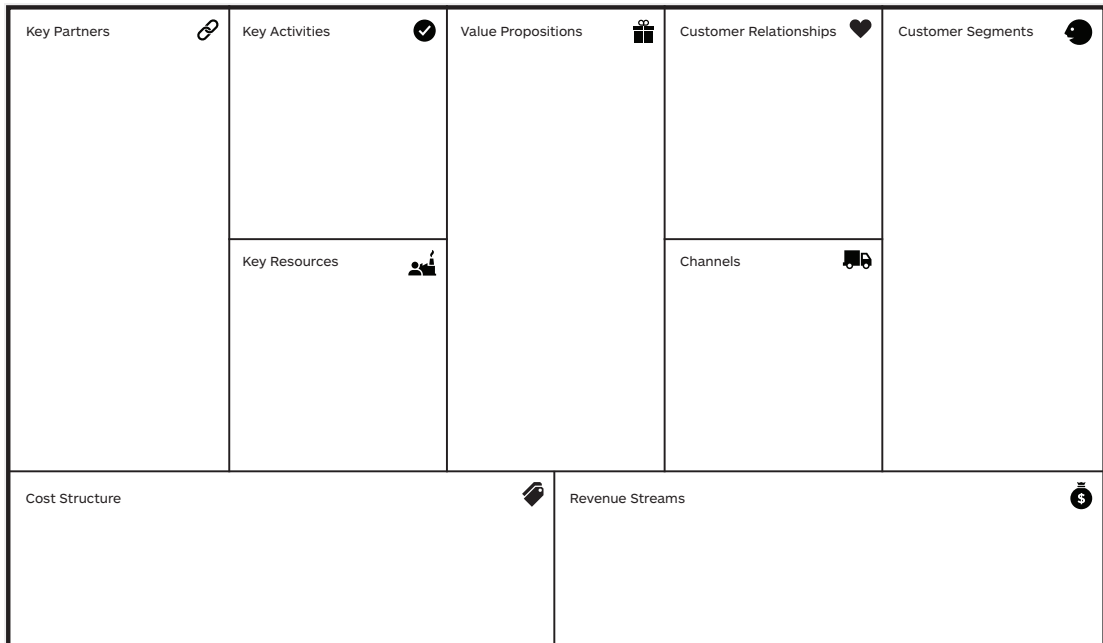 Key Partners
Key Activities
Value Propositions
Customer Relationships
Customer Segments
Key Resources
Channels
Cost Structure
Revenue Streams
$